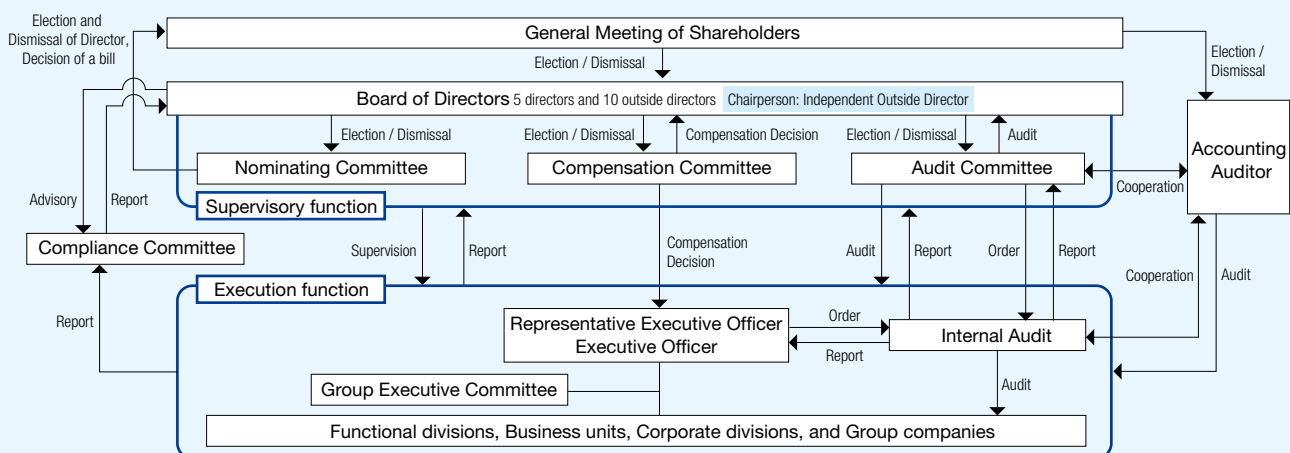 Election and
Dismissal of Director,
Decision of a bill
General Meeting of Shareholders
Election / Dismissal
Election /
Dismissal
Board of Directors 5 directors and 10 outside directors Chairperson: Independent Outside Director
Election / Dismissal
Election / Dismissal
Compensation Decision
Election / Dismissal
Audit
Nominating Committee
Compensation Committee
Audit Committee
Accounting
Auditor
Cooperation
Advisory
Report
Supervisory function
Compliance Committee
Supervision
Report
Compensation
Decision
Audit
Report
Order
Report
Cooperation
Audit
Execution function
Report
Representative Executive Officer
Executive Officer
Order
Report
Internal Audit
Group Executive Committee
Audit
Functional divisions, Business units, Corporate divisions, and Group companies